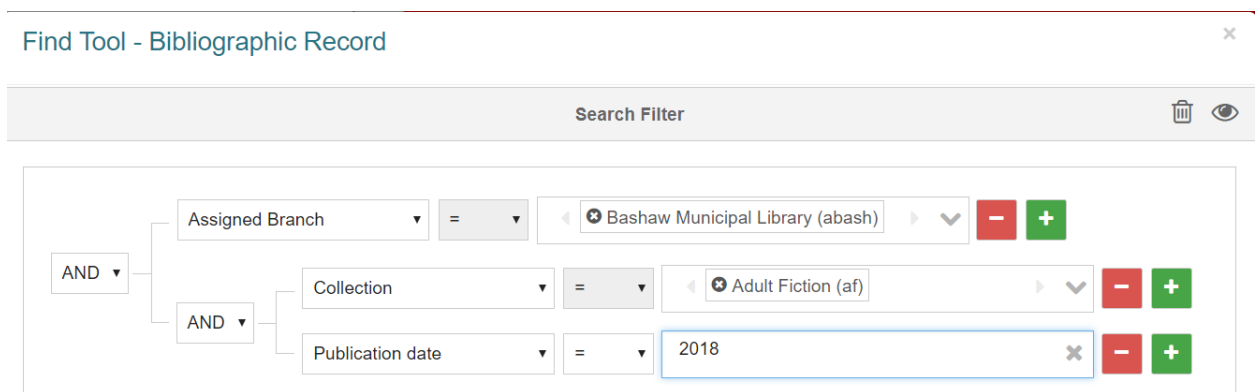 Find Tool - Bibliographic Record
Search Filter
Assigned Branch = Bashaw Municipal Library (abash)
AND
Collection = Adult Fiction (af)
AND
Publication date = 2018